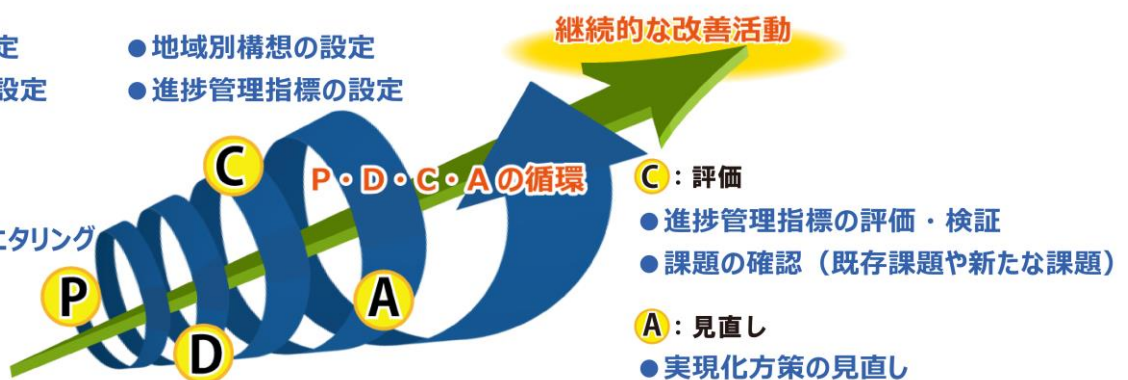 継続的な改善活動
定 ●地域別構想の設定
設定 ●進捗管理指標の設定
C
P・D・C・Aの循環
C：評価
●進捗管理指標の評価・検証
ニタリング
●課題の確認（既存課題や新たな課題）
P
A
A：見直し
D
●実現化方策の見直し